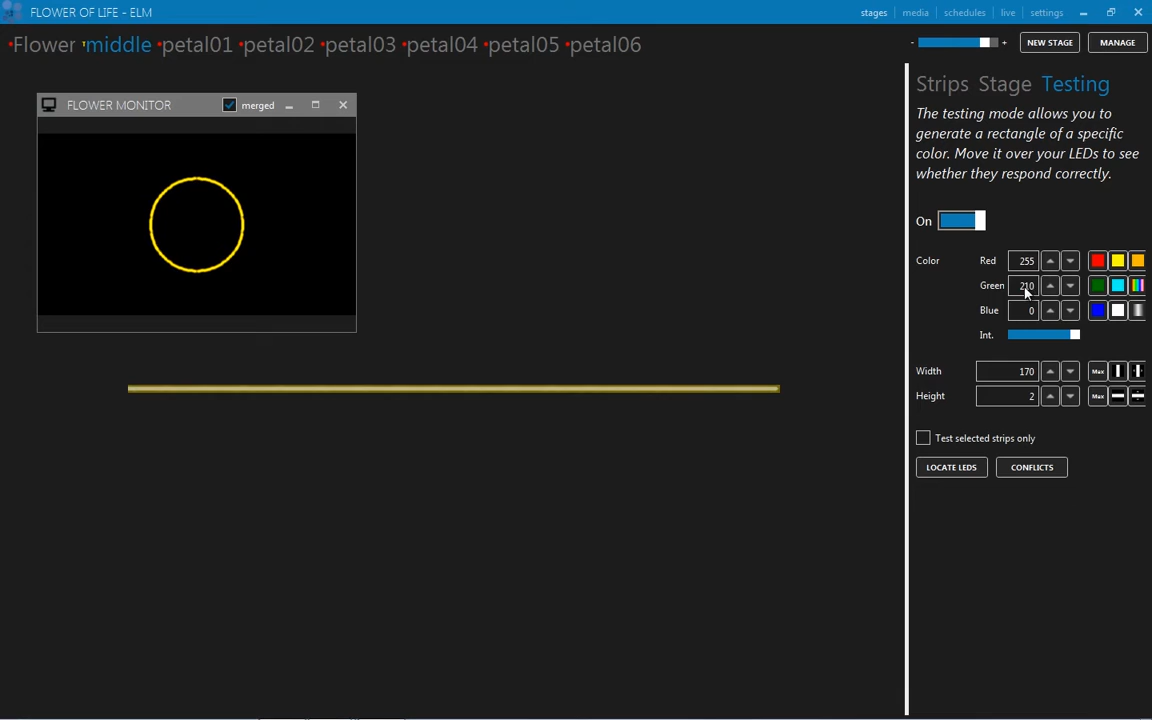 FLOWER OF LIFE - ELM
stages media schedules live settings
Flower middle petal01 petal02 petal03 petal04 petal05 petal06
- + NEW STAGE MANAGE
Strips Stage Testing
FLOWER MONITOR merged
The testing mode allows you to
generate a rectangle of a specific
color. Move it over your LEDs to see
whether they respond correctly.
On
Color Red 255
Green 210
Blue 0
Int.
Width 170 Max
Height 2 Max
Test selected strips only
LOCATE LEDS CONFLICTS